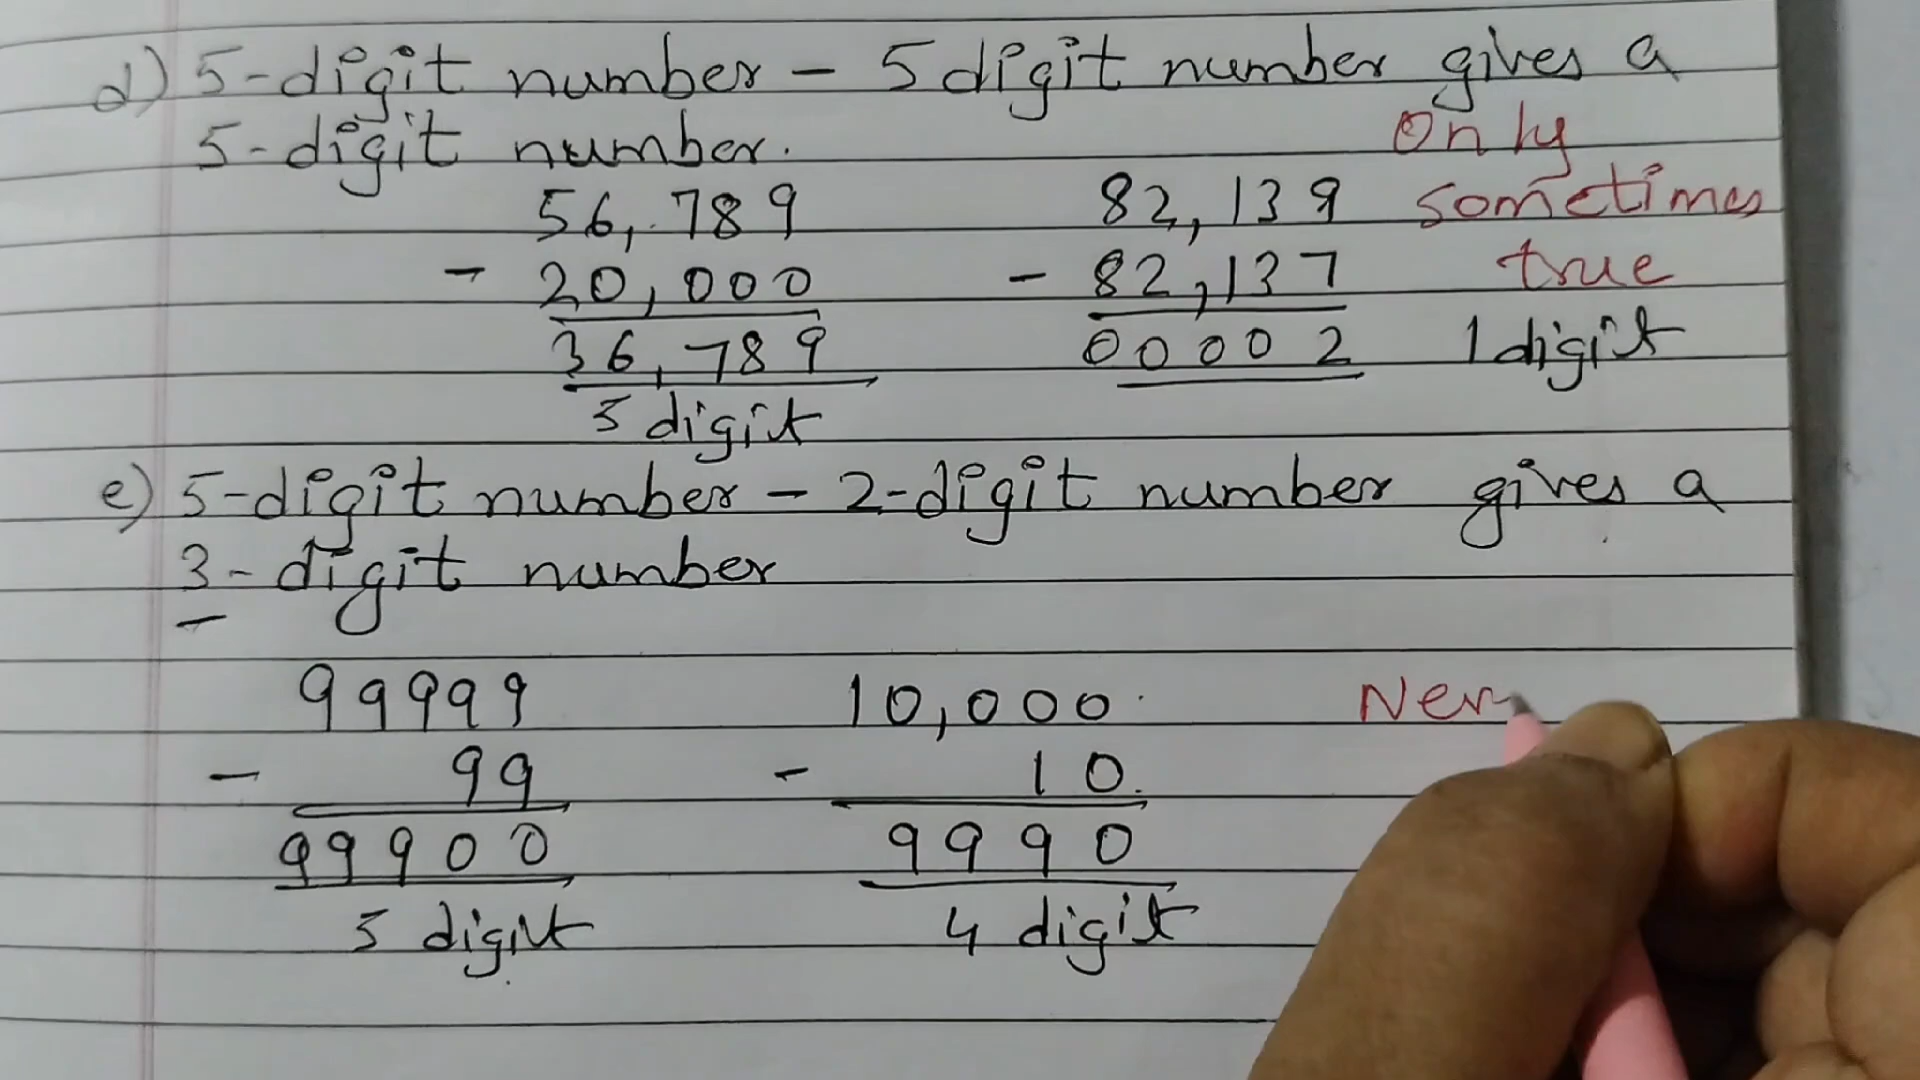 d) 5-digit number - 5 digit number gives a
5-digit number.
Only
sometimes
true
56,789
- 20,000
36,789
5 digit
82,139
- 82,137
00002
1 digit
e) 5-digit number - 2-digit number gives a
3-digit number
99999
- 99
99900
5 digit
10,000
- 10
9990
4 digit